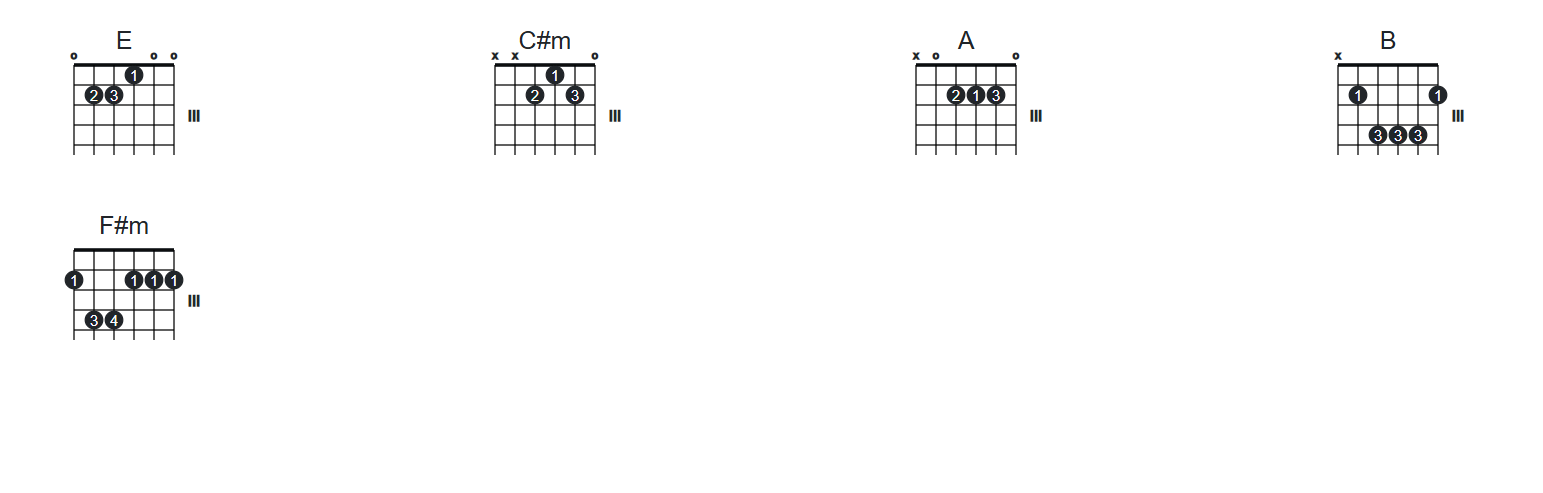 E C#m A B
o o o x x o x o o x
1 1
2 3 2 3 2 1 3 1 1
III III III III
3 3 3
F#m
1 1 1 1
III
3 4